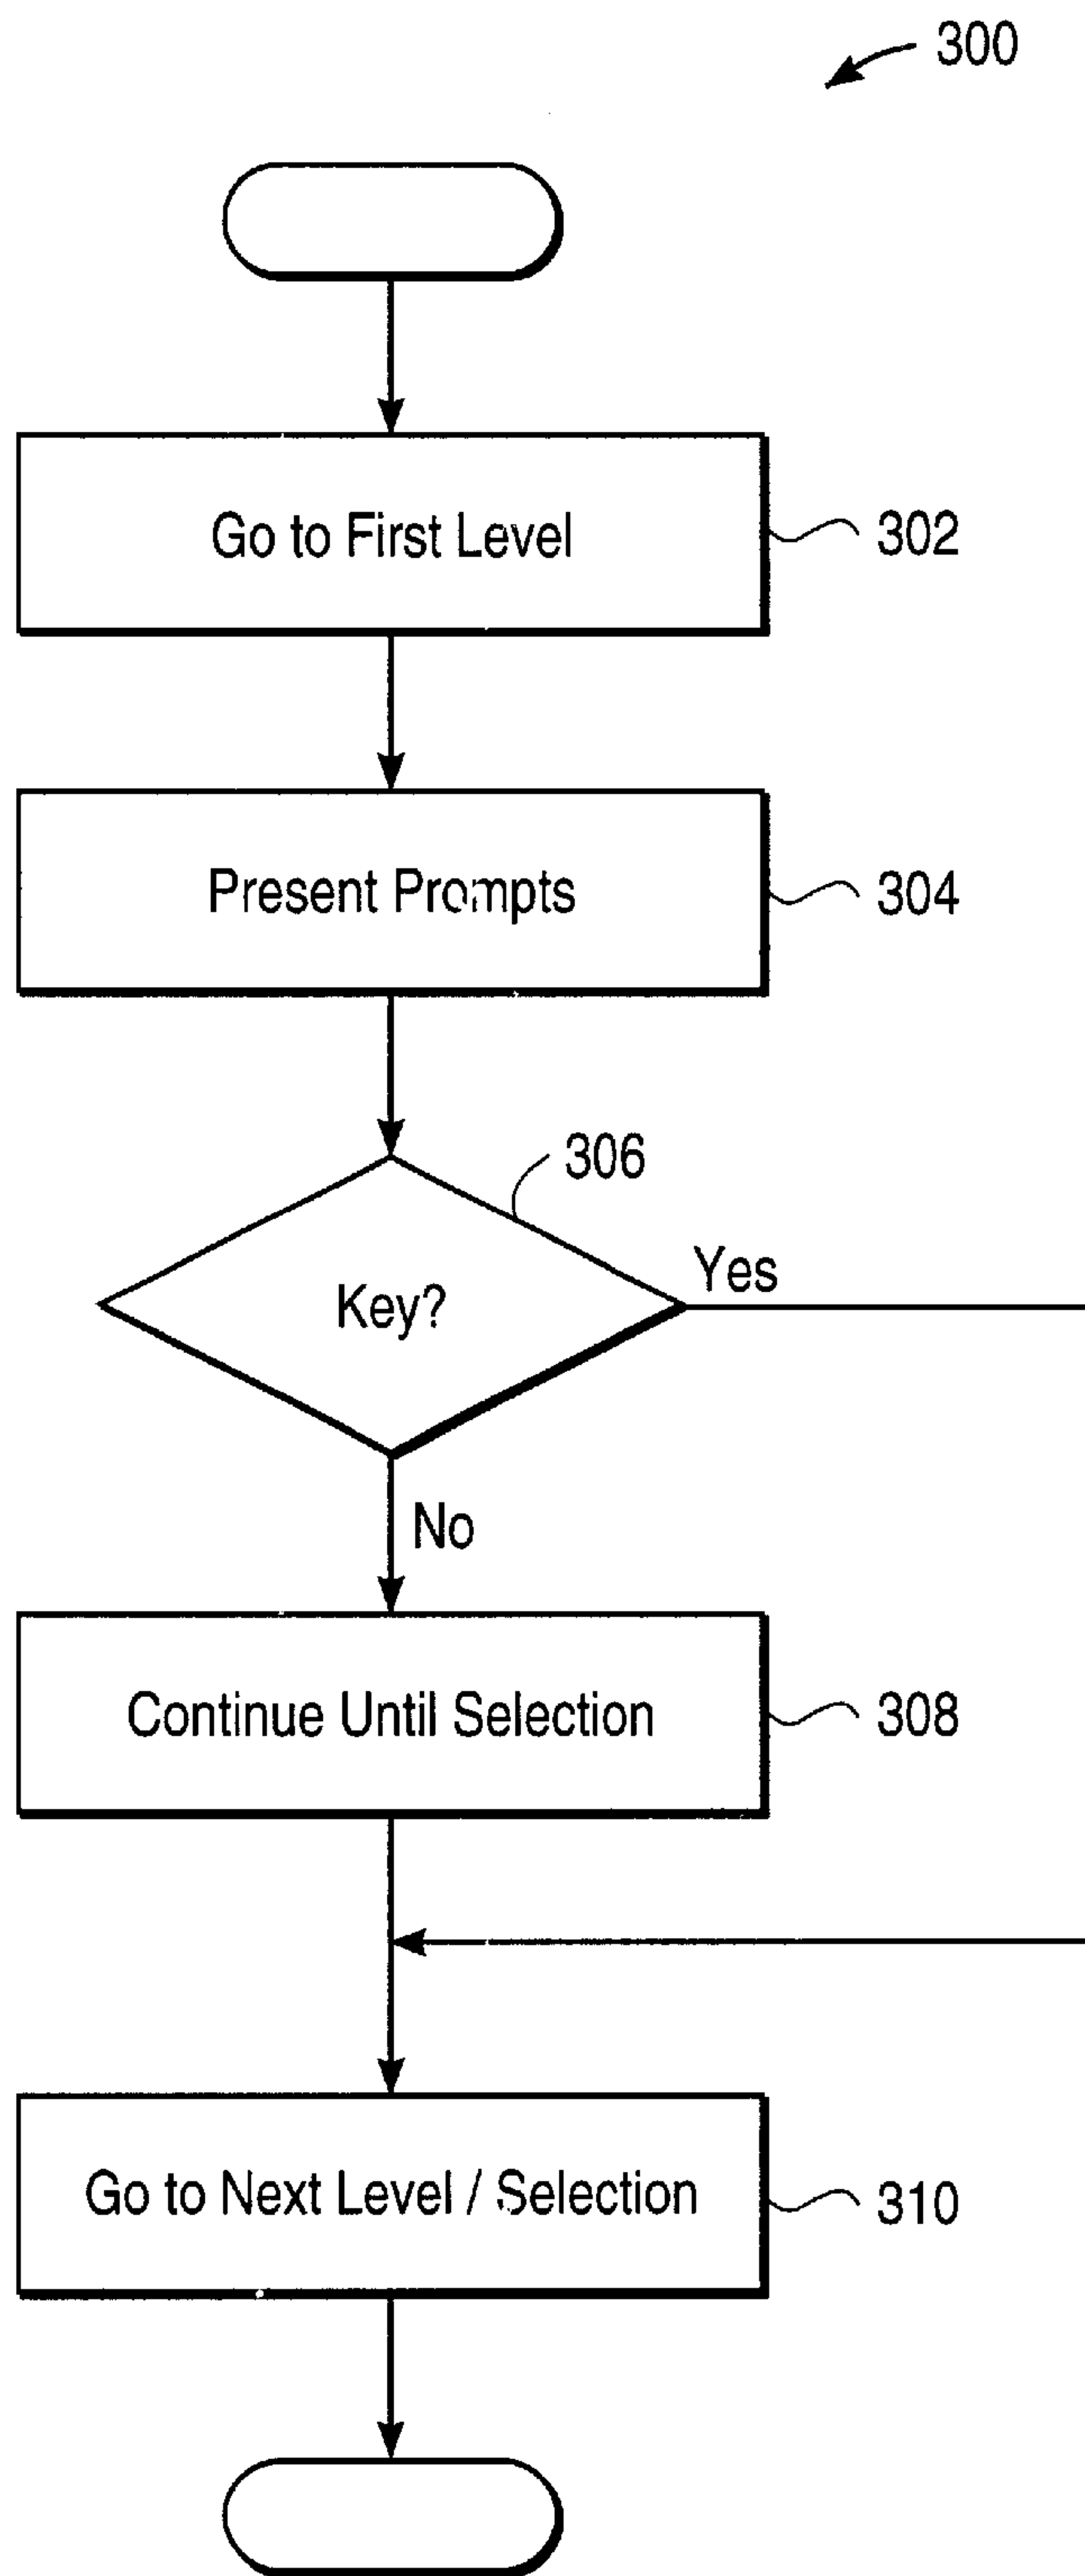 300
Go to First Level
302
Present Prompts
304
306
Key?
Yes
No
Continue Until Selection
308
Go to Next Level / Selection
310